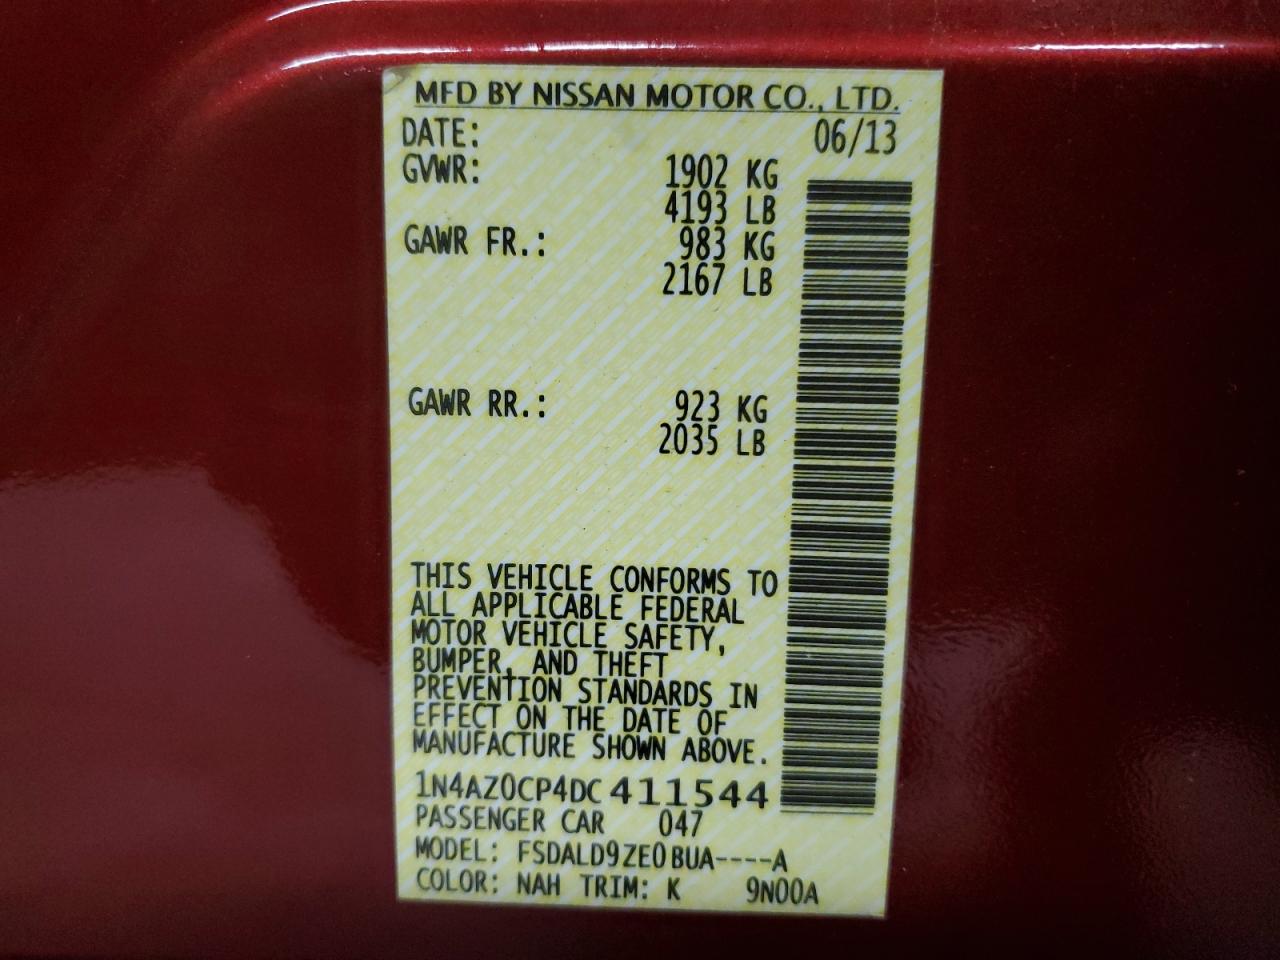 MFD BY NISSAN MOTOR CO., LTD.
DATE: 06/13
GVWR: 1902 KG
4193 LB
GAWR FR.: 983 KG
2167 LB
GAWR RR.: 923 KG
2035 LB
THIS VEHICLE CONFORMS TO
ALL APPLICABLE FEDERAL
MOTOR VEHICLE SAFETY,
BUMPER, AND THEFT
PREVENTION STANDARDS IN
EFFECT ON THE DATE OF
MANUFACTURE SHOWN ABOVE.
1N4AZ0CP4DC411544
PASSENGER CAR 047
MODEL: FSDALD9ZE0BUA----A
COLOR: NAH TRIM: K 9N00A